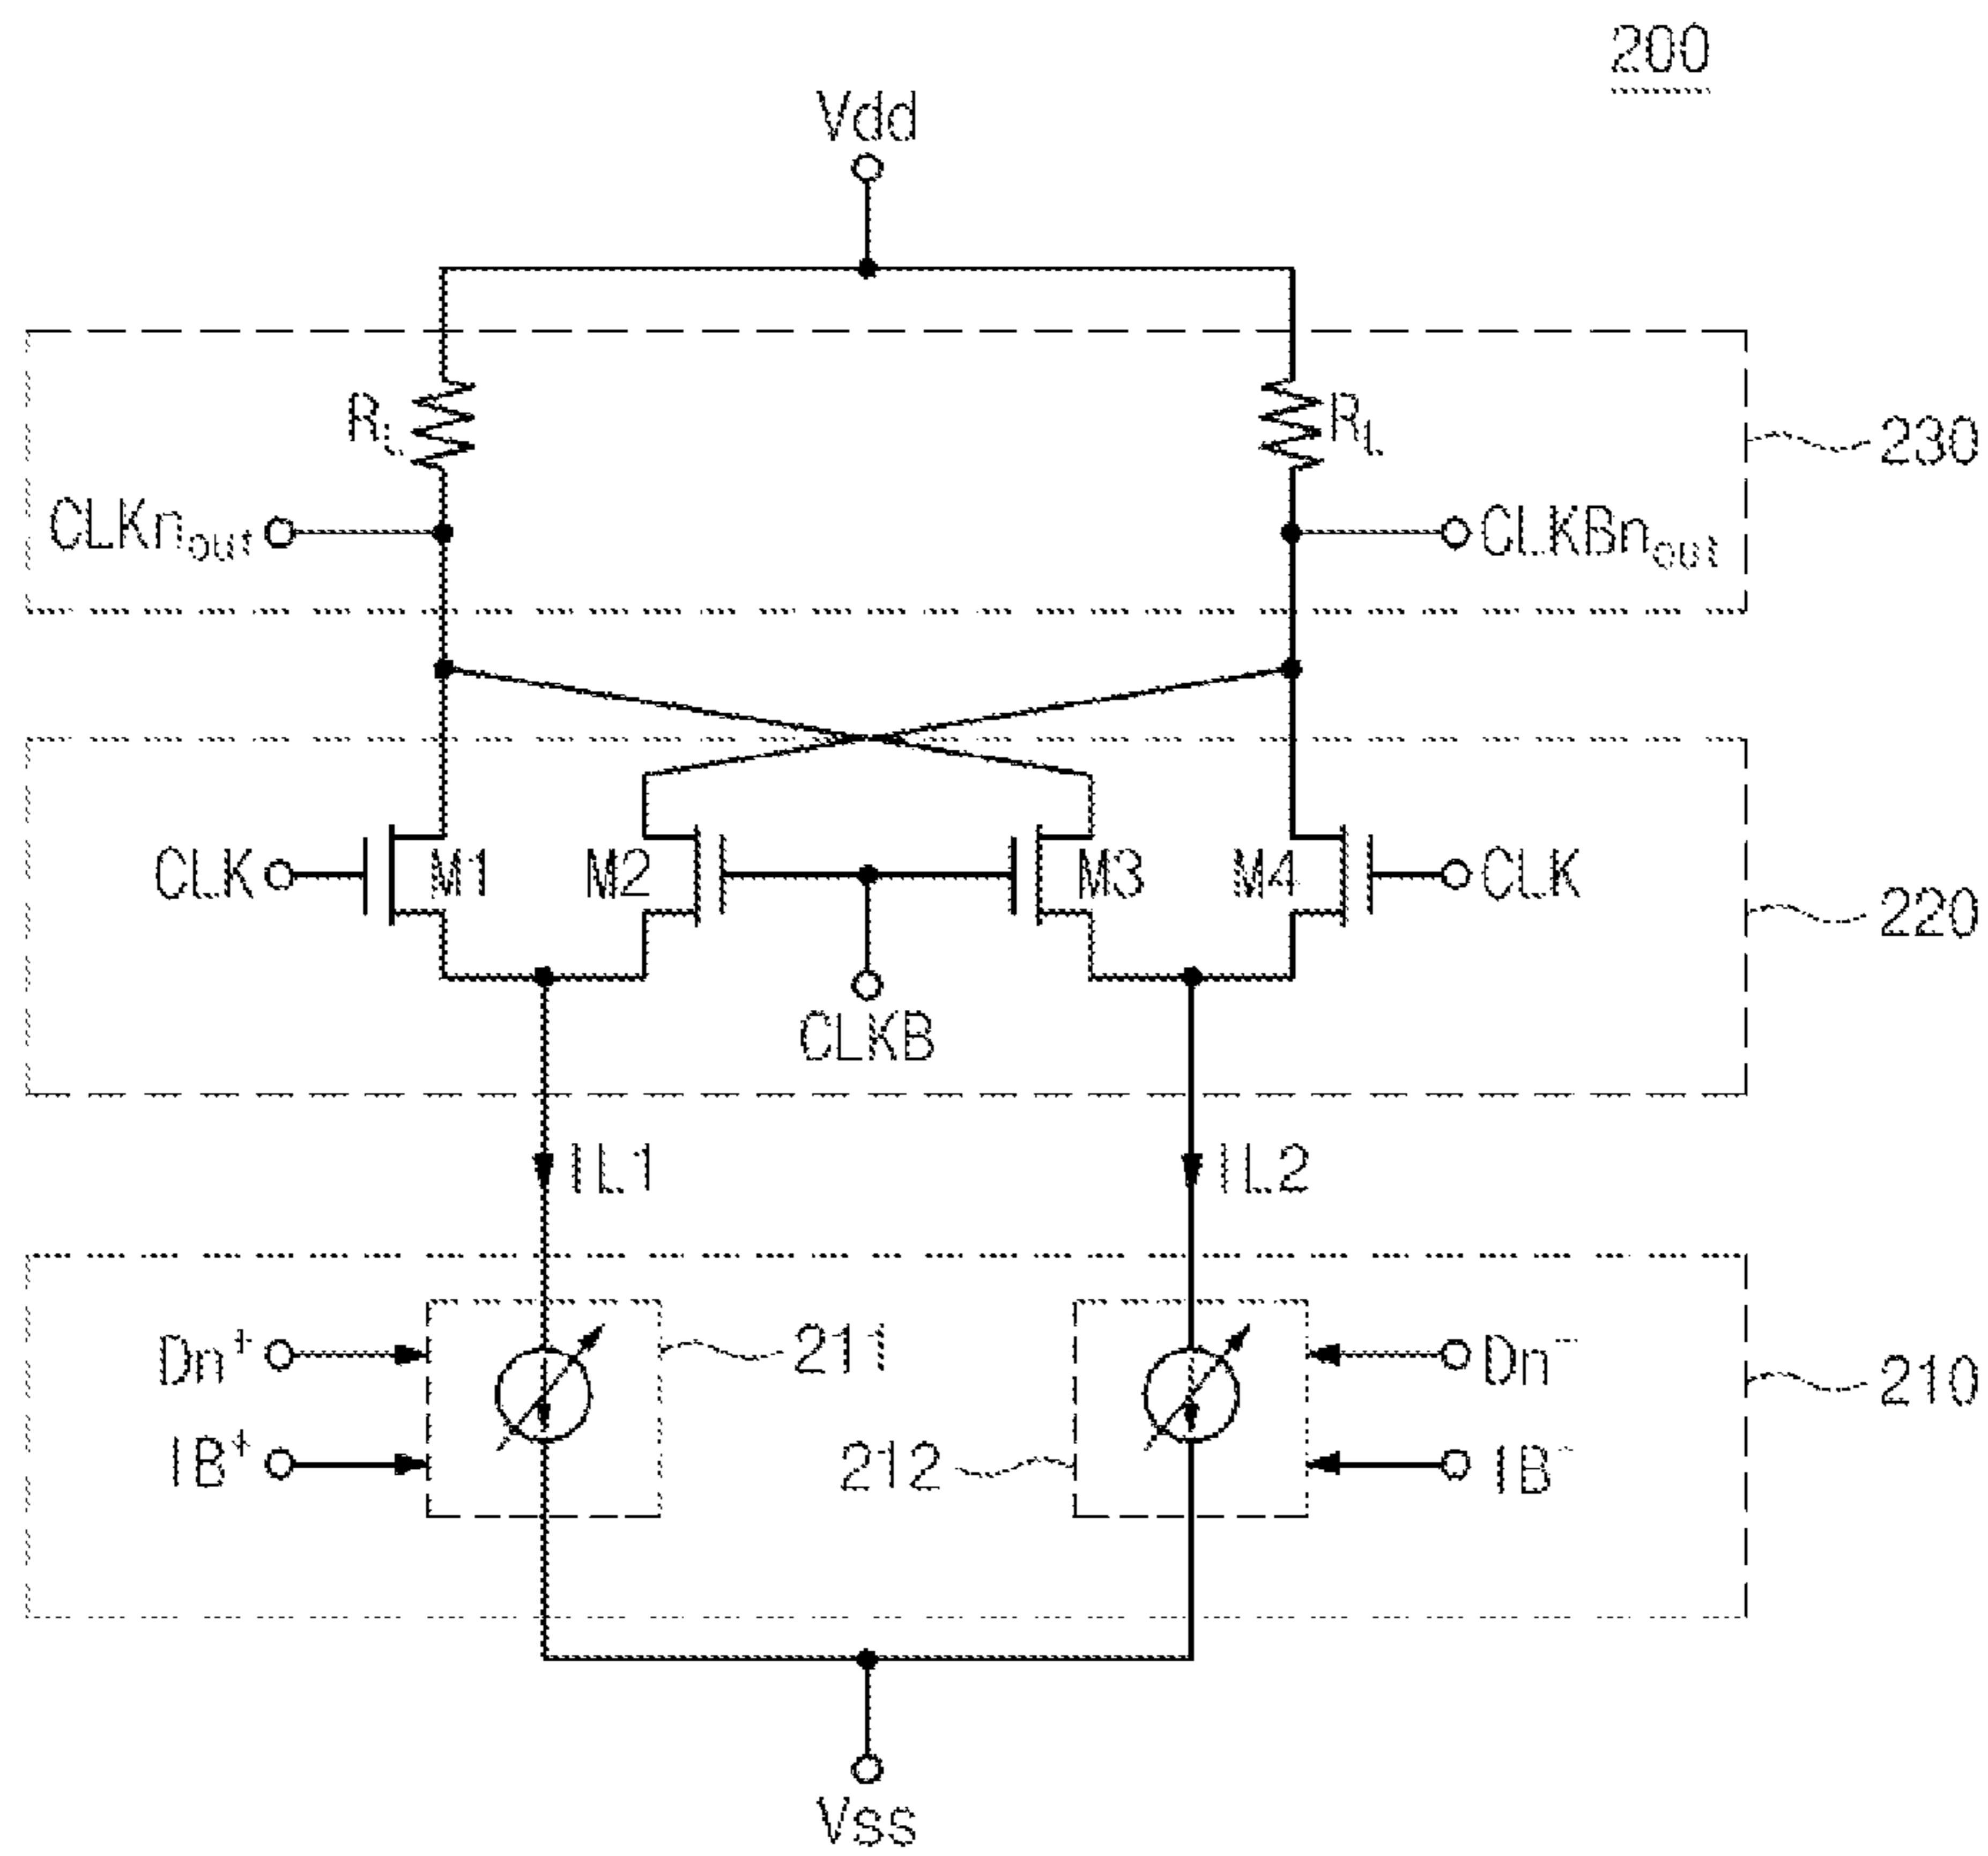 200
Vdd
RL
RL
230
CLKnout
CLKBnout
CLK
M1
M2
M3
M4
CLK
220
CLKB
IL1
IL2
Dn+
211
Dn-
210
IB+
212
IB-
Vss